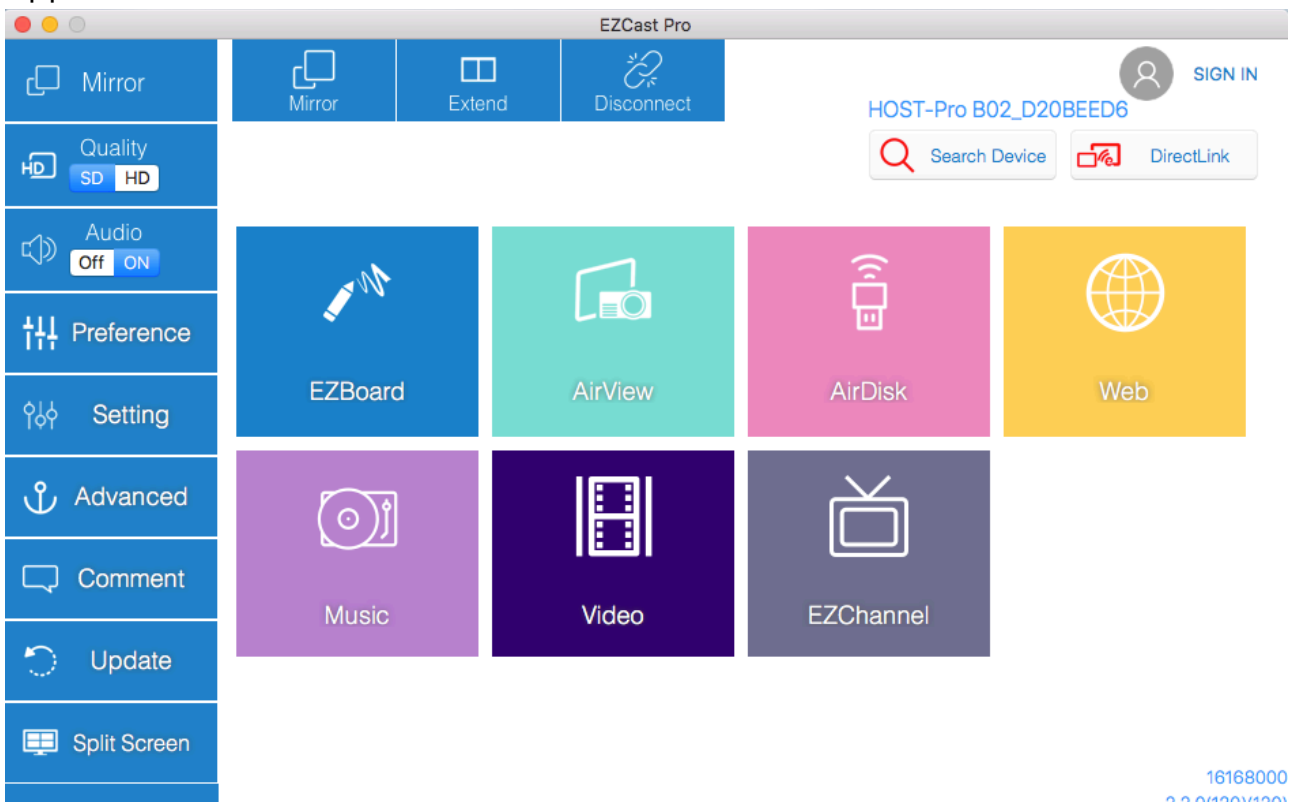 EZCast Pro
Mirror
Mirror
Extend
Disconnect
SIGN IN
HOST-Pro B02_D20BEED6
Search Device
DirectLink
HD
Quality
SD HD
Audio
Off ON
Preference
Setting
Advanced
Comment
Update
Split Screen
EZBoard
AirView
AirDisk
Web
Music
Video
EZChannel
16168000